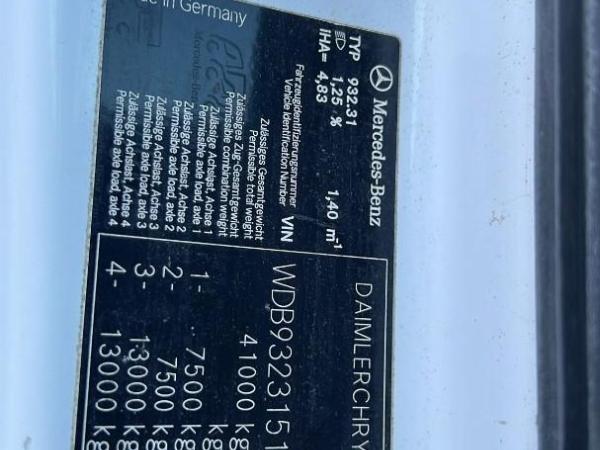 Mercedes-Benz
DAIMLERCHRY
TYP 932.31
1,25 % 1,40 m⁻¹
IHA= 4,83
Fahrzeugidentifizierungsnummer
Vehicle Identification Number VIN WDB9323151
Zulässiges Gesamtgewicht
Permissible total weight 41000 kg
Zulässiges Zug-Gesamtgewicht
Permissible combination weight
Zulässige Achslast, Achse 1
Permissible axle load, axle 1 1- 7500 kg
Zulässige Achslast, Achse 2
Permissible axle load, axle 2 2- 7500 kg
Zulässige Achslast, Achse 3
Permissible axle load, axle 3 3- 13000 kg
Zulässige Achslast, Achse 4
Permissible axle load, axle 4 4- 13000 kg
in Germany